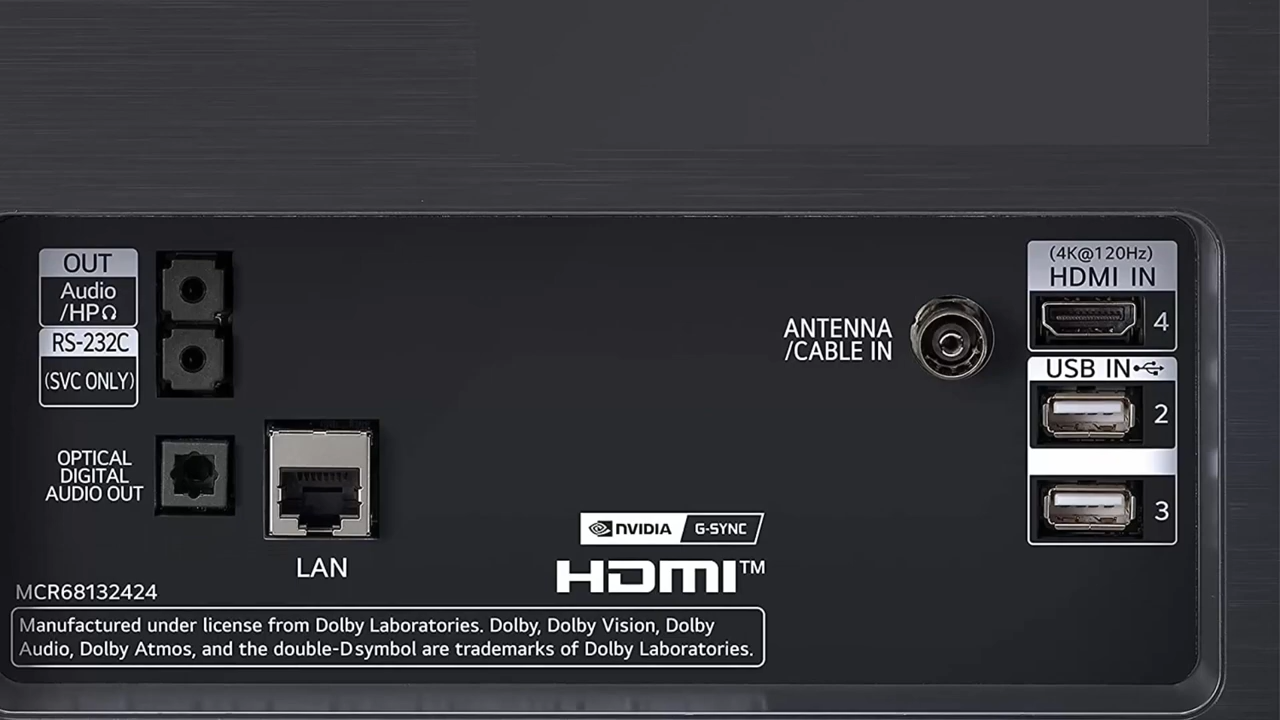 OUT
Audio
/HPΩ
RS-232C
(SVC ONLY)
OPTICAL
DIGITAL
AUDIO OUT
LAN
ANTENNA
/CABLE IN
(4K@120Hz)
HDMI IN
4
USB IN
2
3
NVIDIA G-SYNC
HDMI™
MCR68132424
Manufactured under license from Dolby Laboratories. Dolby, Dolby Vision, Dolby
Audio, Dolby Atmos, and the double-D symbol are trademarks of Dolby Laboratories.